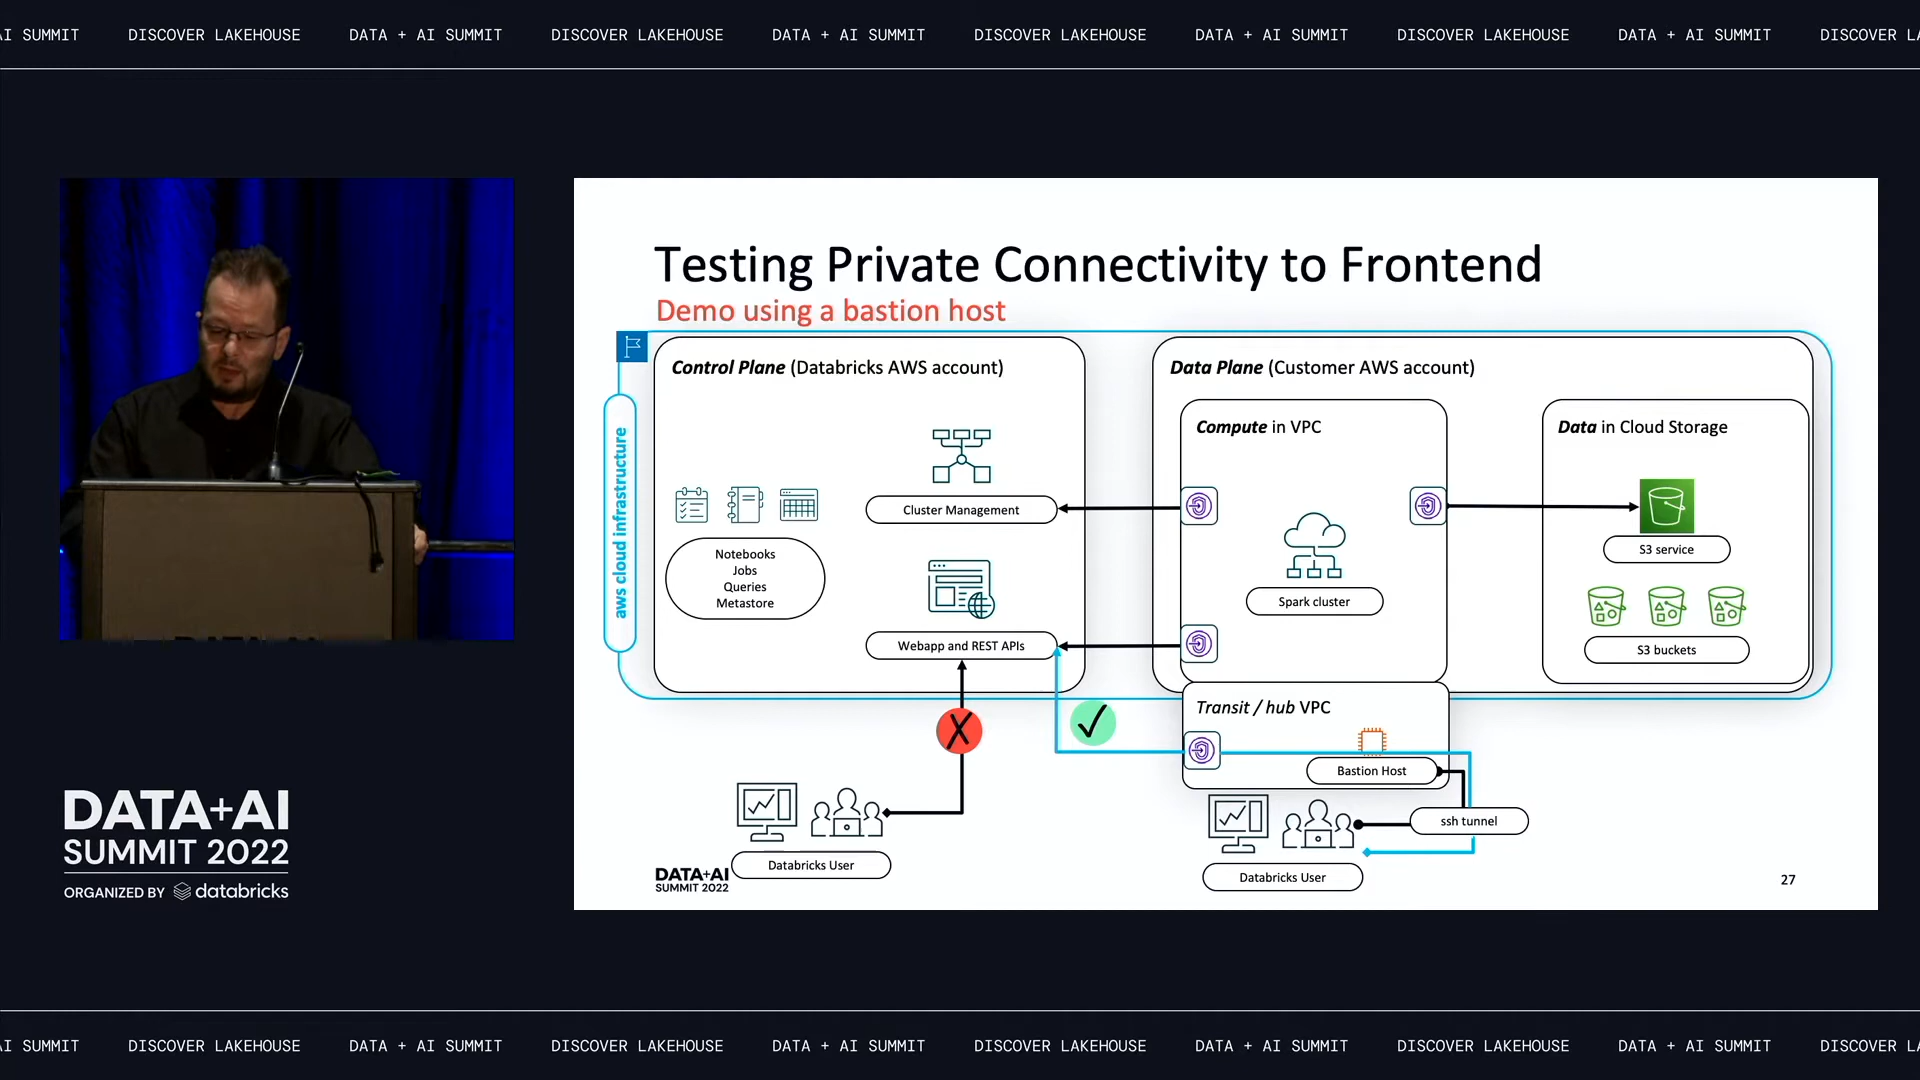 AI SUMMIT DISCOVER LAKEHOUSE DATA + AI SUMMIT DISCOVER LAKEHOUSE DATA + AI SUMMIT DISCOVER LAKEHOUSE DATA + AI SUMMIT DISCOVER LAKEHOUSE DATA + AI SUMMIT DISCOVER LA
Testing Private Connectivity to Frontend
Demo using a bastion host
aws cloud infrastructure
Control Plane (Databricks AWS account)
Cluster Management
Notebooks
Jobs
Queries
Metastore
Webapp and REST APIs
Data Plane (Customer AWS account)
Compute in VPC
Spark cluster
Data in Cloud Storage
S3 service
S3 buckets
Transit / hub VPC
Bastion Host
ssh tunnel
X
Databricks User
Databricks User
DATA+AI
SUMMIT 2022
27
DATA+AI
SUMMIT 2022
ORGANIZED BY databricks
AI SUMMIT DISCOVER LAKEHOUSE DATA + AI SUMMIT DISCOVER LAKEHOUSE DATA + AI SUMMIT DISCOVER LAKEHOUSE DATA + AI SUMMIT DISCOVER LAKEHOUSE DATA + AI SUMMIT DISCOVER LA